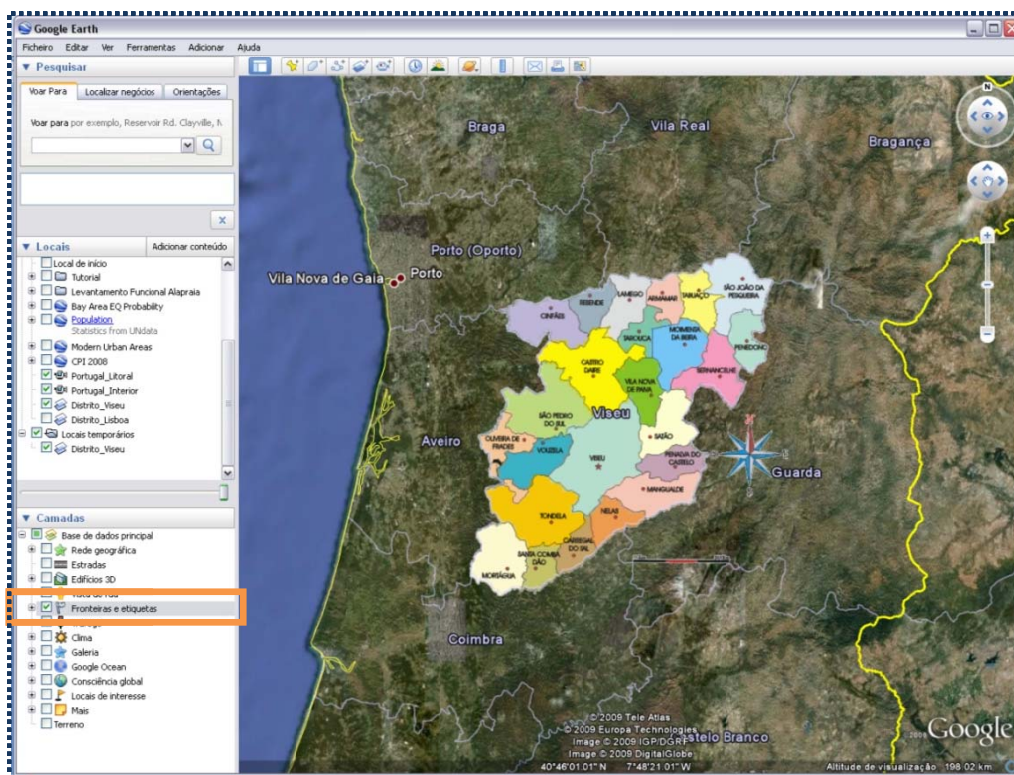 Google Earth
Ficheiro Editar Ver Ferramentas Adicionar Ajuda
Pesquisar
Voar Para Localizar negócios Orientações
Voar para por exemplo, Reservoir Rd. Clayville, N
Locais Adicionar conteúdo
Local de início
Tutorial
Levantamento Funcional Alapraia
Bay Area EQ Probability
Population
Statistics from UNdata
Modern Urban Areas
CPI 2008
Portugal_Litoral
Portugal_Interior
Distrito_Viseu
Distrito_Lisboa
Locais temporários
Distrito_Viseu
Camadas
Base de dados principal
Rede geográfica
Estradas
Edifícios 3D
Fronteiras e etiquetas
Clima
Galeria
Google Ocean
Consciência global
Locais de interesse
Mais
Terreno
Braga
Vila Real
Bragança
N
Porto (Oporto)
Vila Nova de Gaia
Porto
CINFÃES
RESENDE
LAMEGO
ARMAMAR
TABUAÇO
SÃO JOÃO DA
PESQUEIRA
TAROUCA
MOIMENTA
DA BEIRA
PENEDONO
CASTRO
DAIRE
VILA NOVA
DE PAIVA
SERNANCELHE
SÃO PEDRO
DO SUL
Viseu
Aveiro
OLIVEIRA DE
FRADES
VOUZELA
VISEU
SATÃO
PENALVA DO
CASTELO
Guarda
MANGUALDE
TONDELA
NELAS
CARREGAL
DO SAL
SANTA COMBA
DÃO
MORTÁGUA
Coimbra
© 2009 Tele Atlas
© 2009 Europa Technologies
Image © 2009 IGP/DGRF
Castelo Branco
Image © 2009 DigitalGlobe
© 2009 Google
40°46'01.01" N 7°48'21.01" W
Altitude de visualização 198.02 km